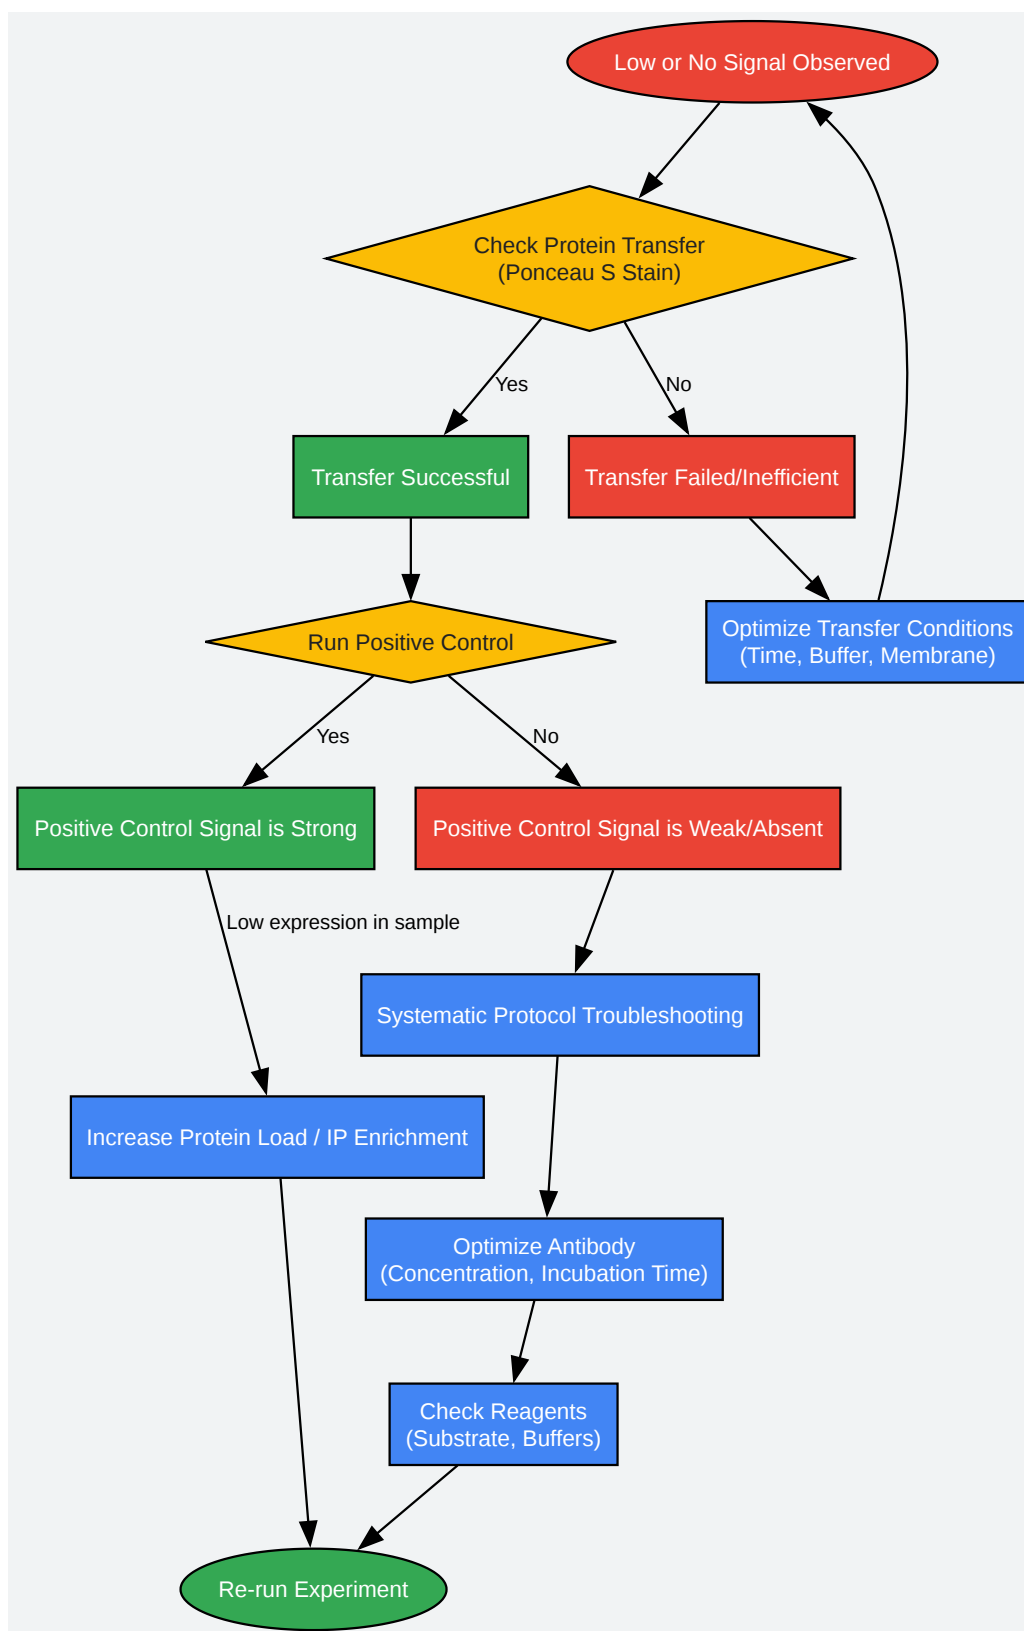 Low or No Signal Observed
Check Protein Transfer
(Ponceau S Stain)
Yes
No
Transfer Successful
Transfer Failed/Inefficient
Run Positive Control
Optimize Transfer Conditions
(Time, Buffer, Membrane)
Yes
No
Positive Control Signal is Strong
Positive Control Signal is Weak/Absent
Low expression in sample
Systematic Protocol Troubleshooting
Increase Protein Load / IP Enrichment
Optimize Antibody
(Concentration, Incubation Time)
Check Reagents
(Substrate, Buffers)
Re-run Experiment